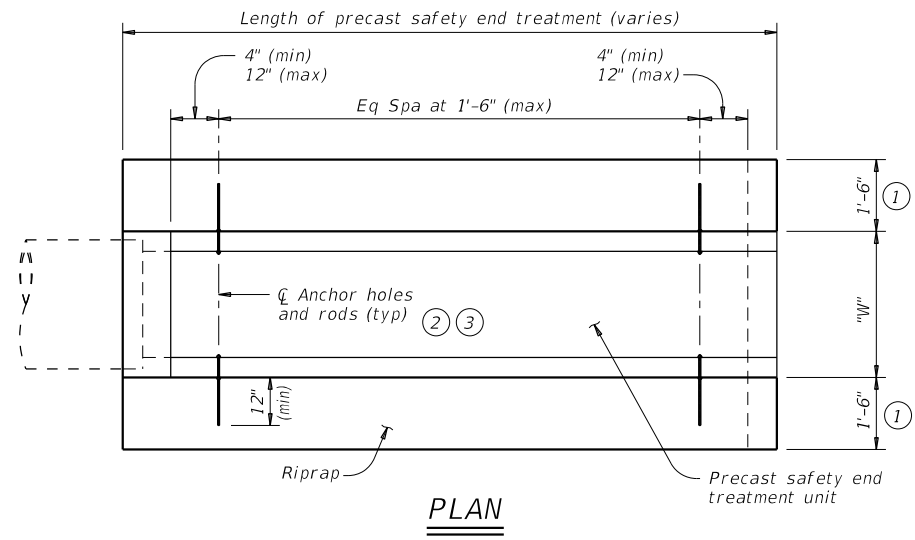 Length of precast safety end treatment (varies)
4" (min)
12" (max)
4" (min)
12" (max)
Eq Spa at 1'-6" (max)
1'-6"
1
℄ Anchor holes
and rods (typ)
2 3
"W"
12"
(min)
1'-6"
1
Riprap
Precast safety end
treatment unit
PLAN